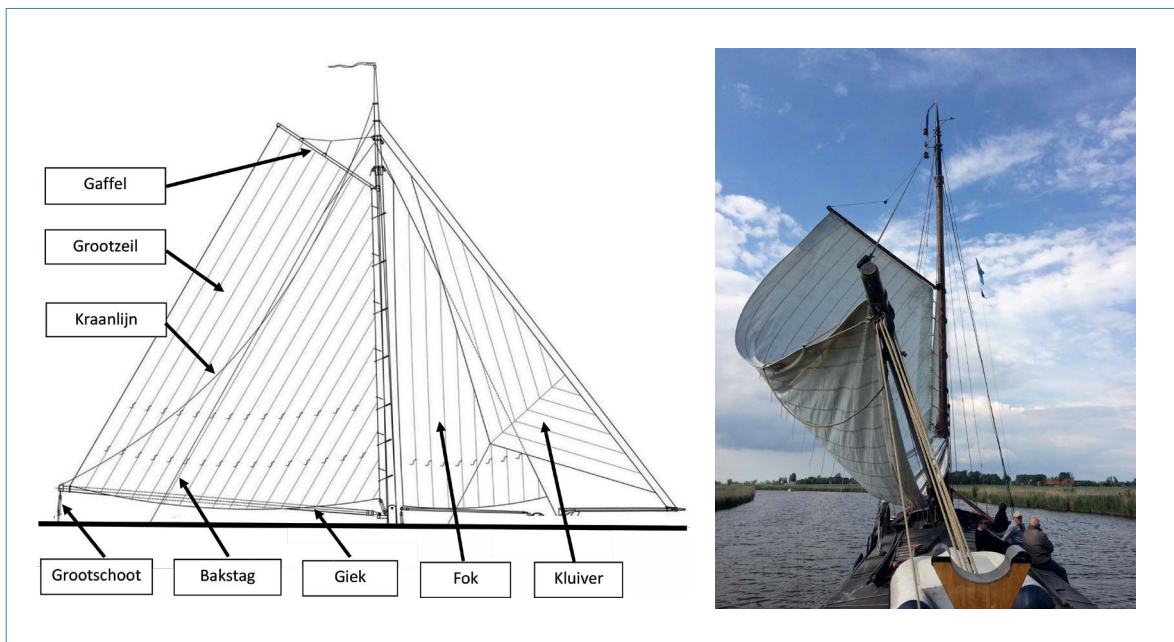 Gaffel
Grootzeil
Kraanlijn
Grootschoot
Bakstag
Giek
Fok
Kluiver